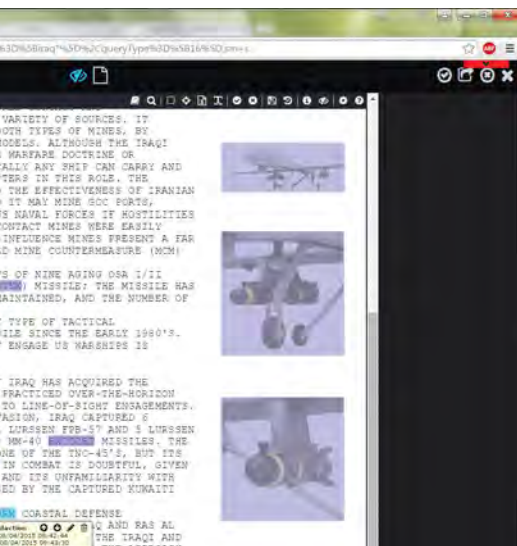 VARIETY OF SOURCES. IT
OTH TYPES OF MINES, BY
MODELS. ALTHOUGH THE IRAQI
WARFARE DOCTRINE OR
ALLY ANY SHIP CAN CARRY AND
TERS IN THIS ROLE. THE
THE EFFECTIVENESS OF IRANIAN
IT MAY MINE GCC PORTS,
US NAVAL FORCES IF HOSTILITIES
CONTACT MINES WERE EASILY
INFLUENCE MINES PRESENT A FAR
D MINE COUNTERMEASURE (MCM)
S OF NINE AGING OSA I/II
MISSILE; THE MISSILE HAS
AINTAINED, AND THE NUMBER OF
TYPE OF TACTICAL
ILE SINCE THE EARLY 1980'S.
ENGAGE US WARSHIPS IS
IRAQ HAS ACQUIRED THE
PRACTICED OVER-THE-HORIZON
TO LINE-OF-SIGHT ENGAGEMENTS.
ASION, IRAQ CAPTURED 6
LURSSEN FPB-57 AND 5 LURSSEN
MM-40 MISSILES. THE
ONE OF THE TNC-45'S, BUT ITS
IN COMBAT IS DOUBTFUL, GIVEN
AND ITS UNFAMILIARITY WITH
ED BY THE CAPTURED KUWAITI
COASTAL DEFENSE
Q AND RAS AL
THE IRAQI AND